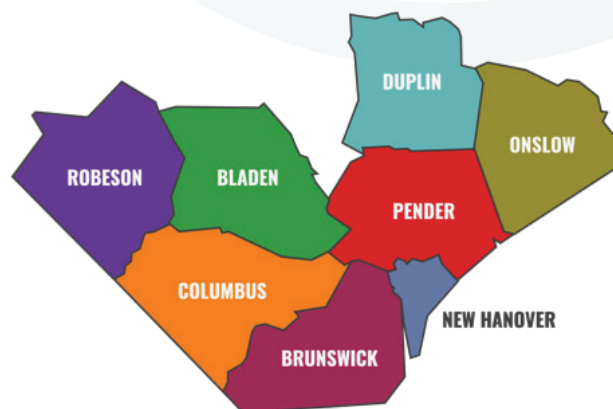 DUPLIN
ONSLOW
ROBESON
BLADEN
PENDER
COLUMBUS
NEW HANOVER
BRUNSWICK